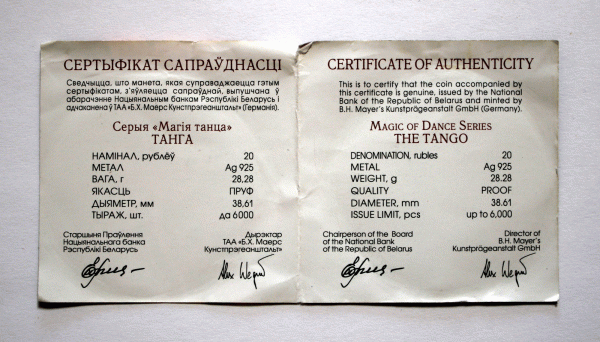 СЕРТЫФІКАТ САПРАЎДНАСЦІ
Сведчыцца, што манета, якая суправаджаецца гэтым
сертыфікатам, з'яўляецца сапраўднай, выпушчана ў
абарачэнне Нацыянальным банкам Рэспублікі Беларусь і
адчаканена ў ТАА «Б.Х. Маерс Кунстпрэгеанштальт» (Германія).
Серыя «Магія танца»
ТАНГА
НАМІНАЛ, рублёў 20
МЕТАЛ Ag 925
ВАГА, г 28,28
ЯКАСЦЬ ПРУФ
ДЫЯМЕТР, мм 38,61
ТЫРАЖ, шт. да 6000
Старшыня Праўлення
Нацыянальнага банка
Рэспублікі Беларусь
Дырэктар
ТАА «Б.Х. Маерс
Кунстпрэгеанштальт»
Alex Wegner
CERTIFICATE OF AUTHENTICITY
This is to certify that the coin accompanied by
this certificate is genuine, issued by the National
Bank of the Republic of Belarus and minted by
B.H. Mayer's Kunstprägeanstalt GmbH (Germany).
MAGIC OF DANCE SERIES
THE TANGO
DENOMINATION, rubles 20
METAL Ag 925
WEIGHT, g 28.28
QUALITY PROOF
DIAMETER, mm 38.61
ISSUE LIMIT, pcs up to 6,000
Chairperson of the Board
of the National Bank
of the Republic of Belarus
Director of
B.H. Mayer's
Kunstprägeanstalt GmbH
Alex Wegner